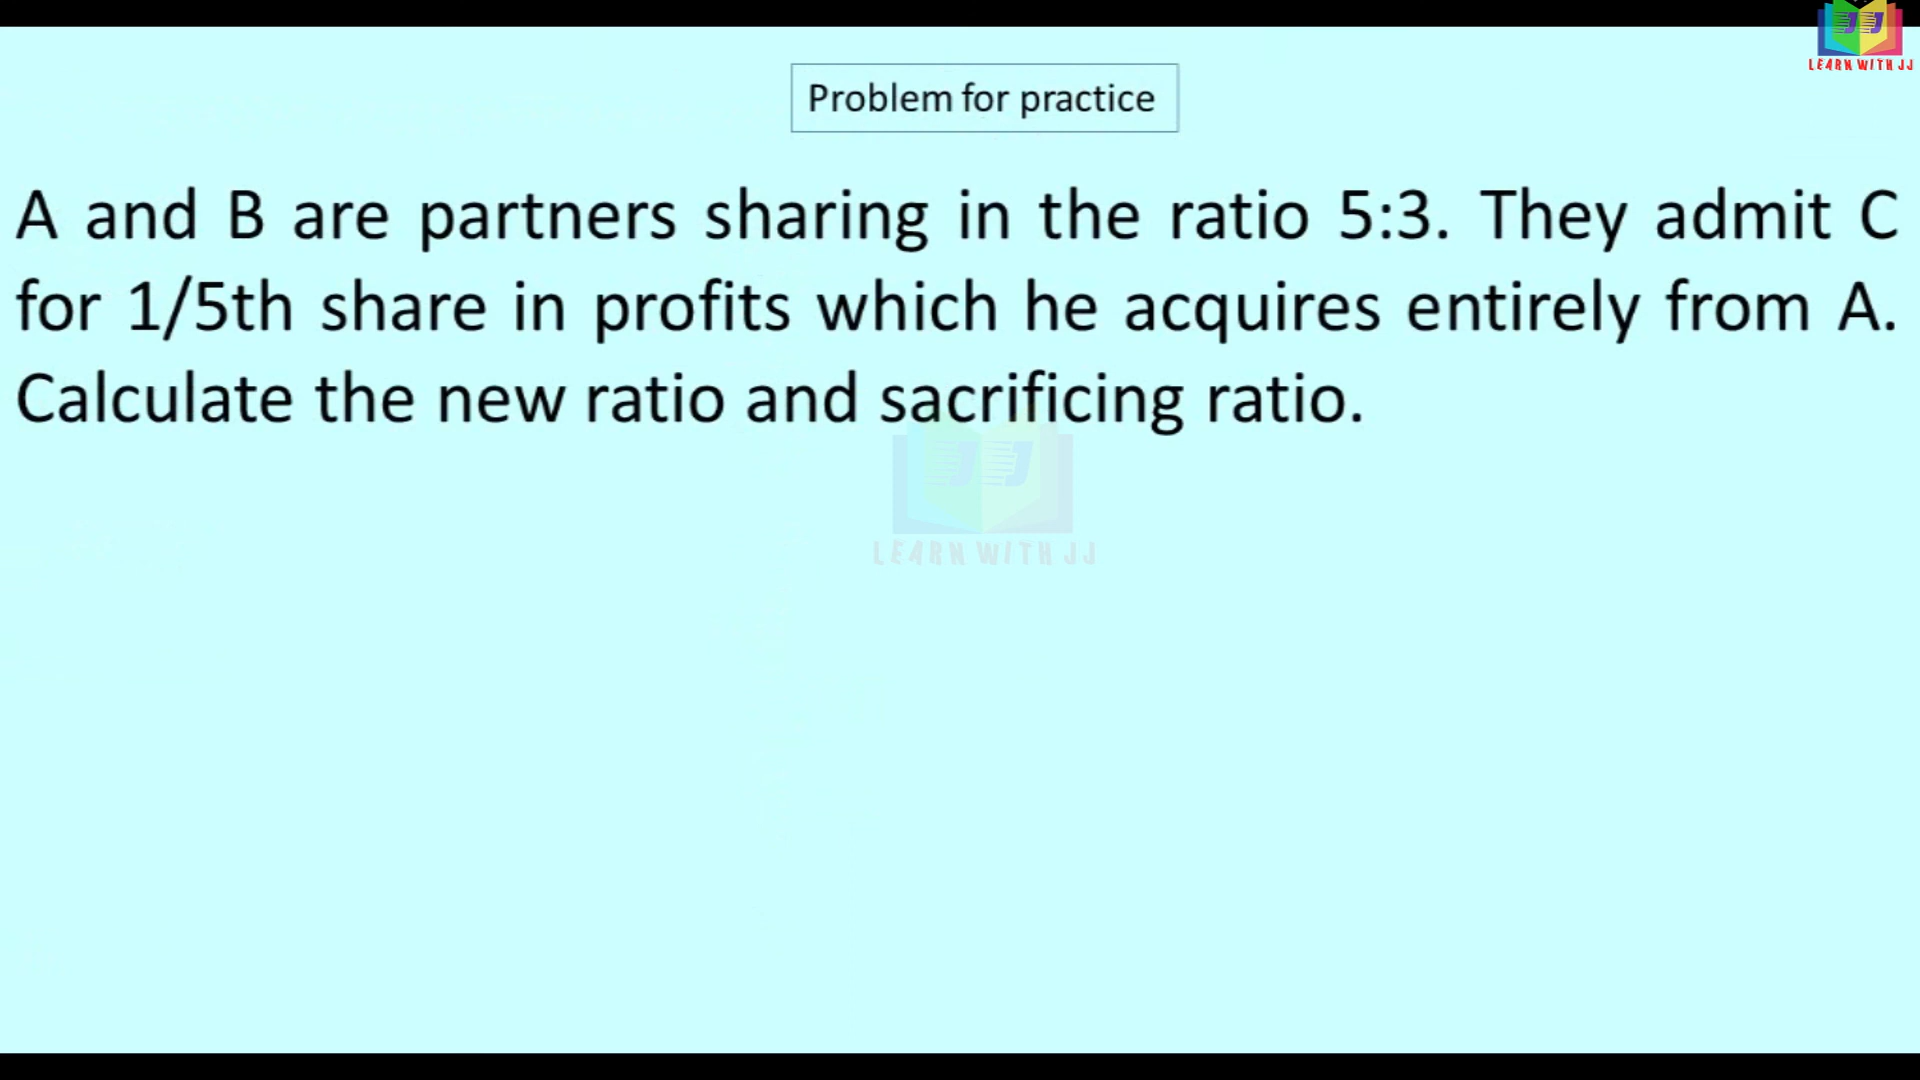 LEARN WITH JJ
Problem for practice
A and B are partners sharing in the ratio 5:3. They admit C
for 1/5th share in profits which he acquires entirely from A.
Calculate the new ratio and sacrificing ratio.
JJ
LEARN WITH JJ